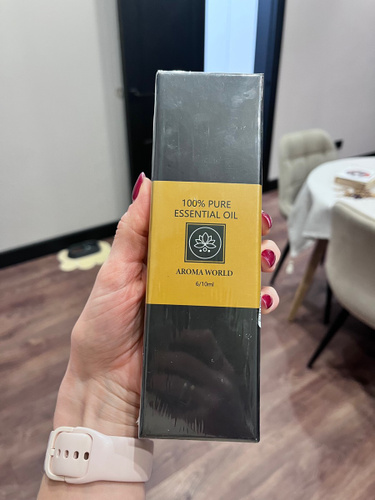 100% PURE
ESSENTIAL OIL
AROMA WORLD
6/10ml